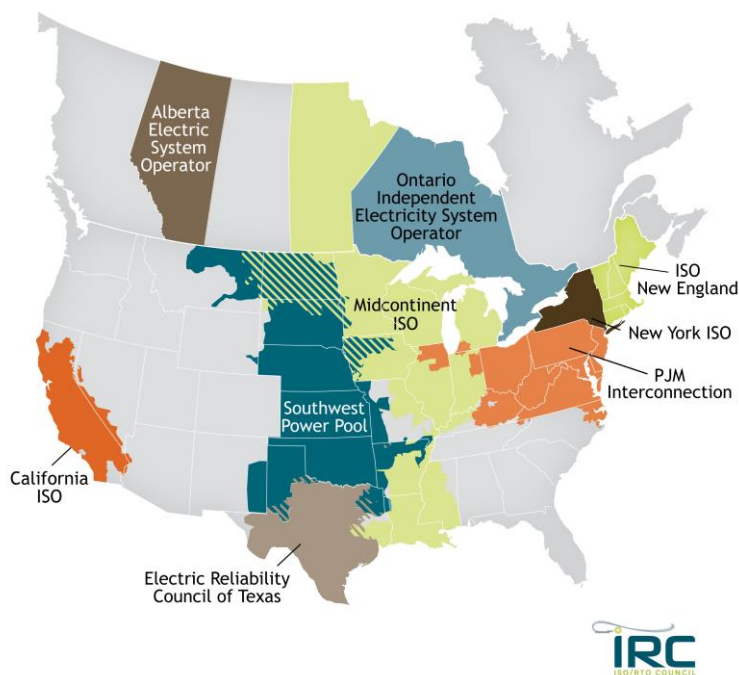 Alberta
Electric
System
Operator
Ontario
Independent
Electricity System
Operator
ISO
New England
Midcontinent
ISO
New York ISO
PJM
Interconnection
Southwest
Power Pool
California
ISO
Electric Reliability
Council of Texas
IRC
ISO/RTO COUNCIL